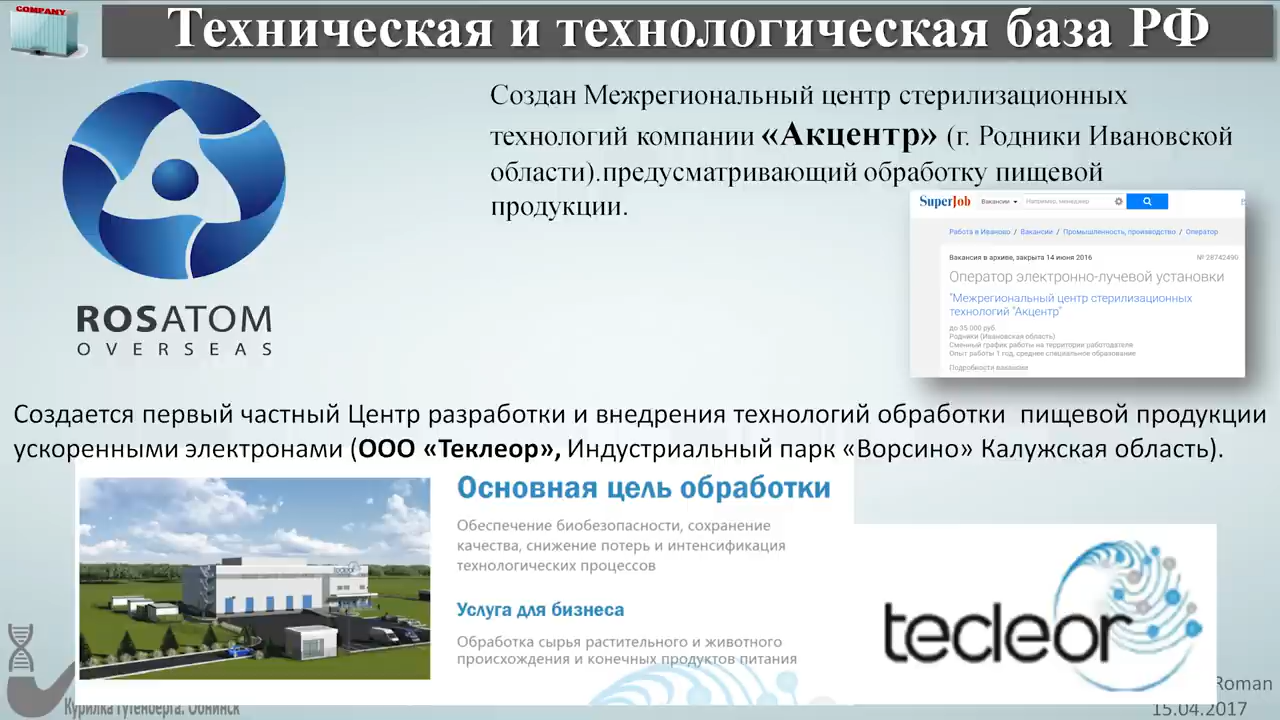 COMPANY
Техническая и технологическая база РФ
Создан Межрегиональный центр стерилизационных
технологий компании «Акцентр» (г. Родники Ивановской
области).предусматривающий обработку пищевой
продукции.
ROSATOM
OVERSEAS
SuperJob Вакансии Например, менеджер
Работа в Иваново / Вакансии / Промышленность, производство / Оператор
Вакансия в архиве, закрыта 14 июня 2016 № 28742490
Оператор электронно-лучевой установки
"Межрегиональный центр стерилизационных
технологий "Акцентр"
до 35 000 руб.
Родники (Ивановская область)
Сменный график работы на территории работодателя
Опыт работы 1 год, среднее специальное образование
Подробности вакансии
Создается первый частный Центр разработки и внедрения технологий обработки пищевой продукции
ускоренными электронами (ООО «Теклеор», Индустриальный парк «Ворсино» Калужская область).
Основная цель обработки
Обеспечение биобезопасности, сохранение
качества, снижение потерь и интенсификация
технологических процессов
Услуга для бизнеса
Обработка сырья растительного и животного
происхождения и конечных продуктов питания
tecleor
Roman
15.04.2017
Курилка Гутенберга. Обнинск